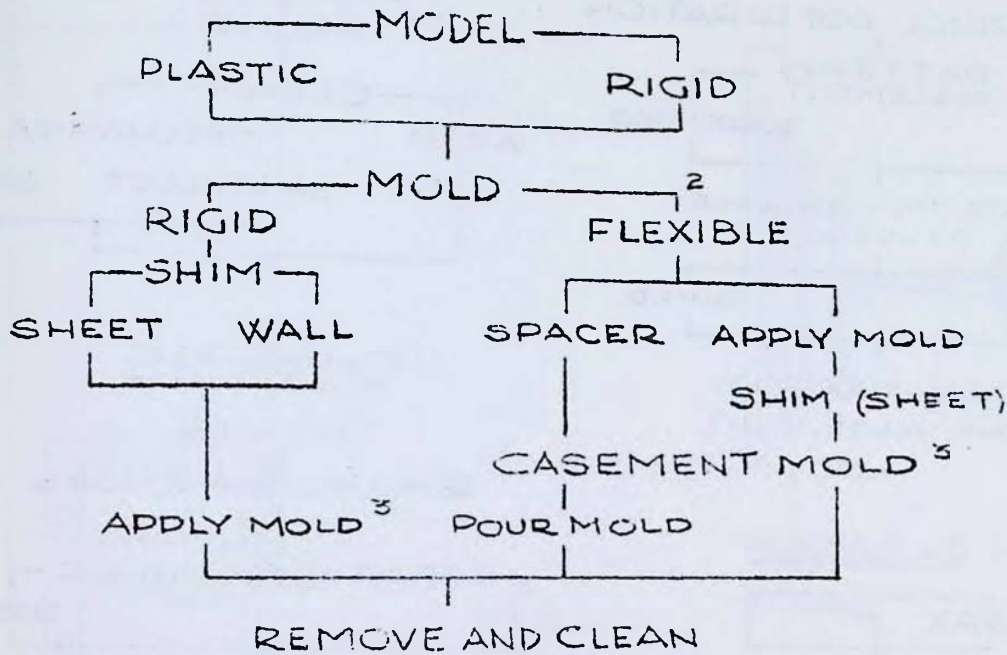 MODEL
PLASTIC RIGID
MOLD 2
RIGID FLEXIBLE
SHIM
SHEET WALL SPACER APPLY MOLD
SHIM (SHEET)
CASEMENT MOLD 3
APPLY MOLD 3 POUR MOLD
REMOVE AND CLEAN